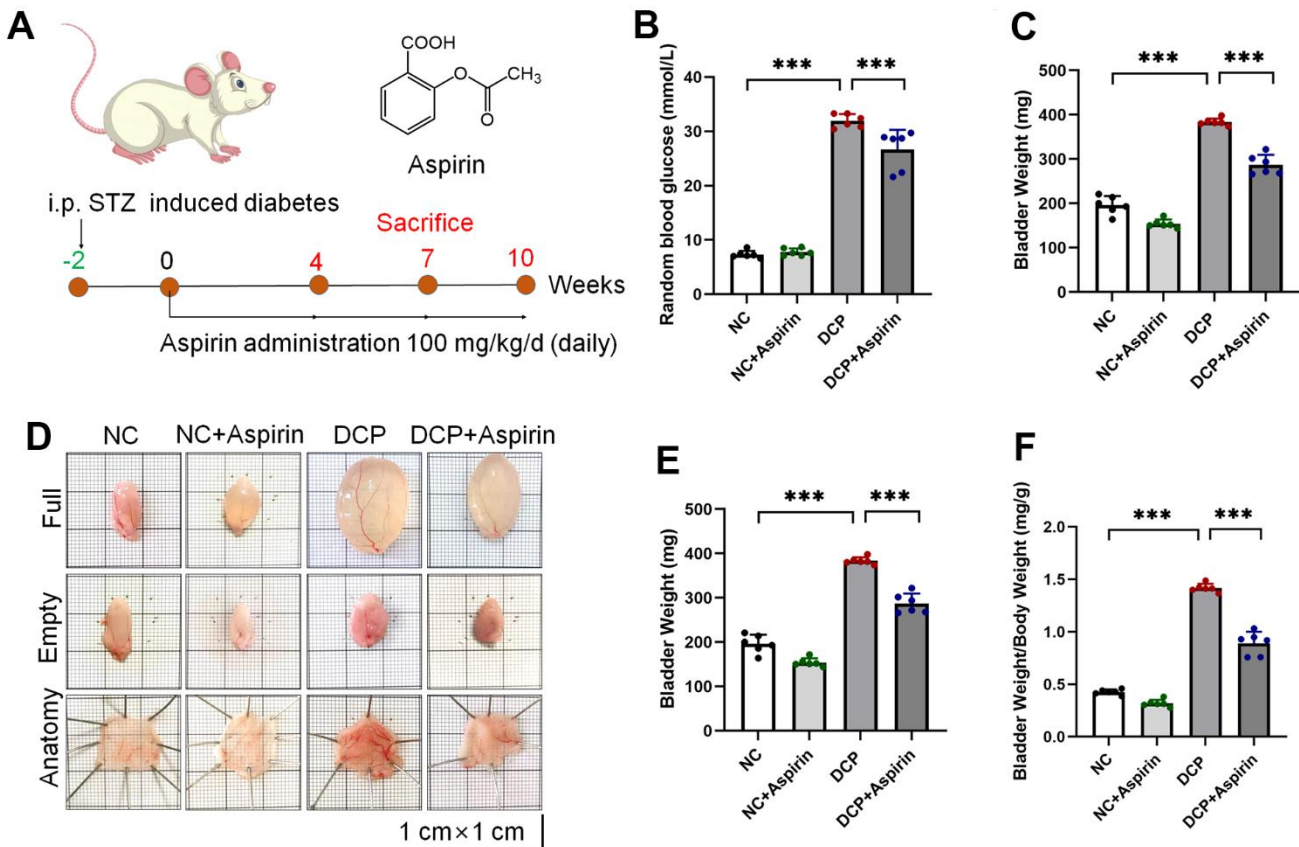 A
COOH
O
CH3
O
Aspirin
i.p. STZ induced diabetes
Sacrifice
-2 0 4 7 10 Weeks
Aspirin administration 100 mg/kg/d (daily)
B
Random blood glucose (mmol/L)
40
30
20
10
0
*** ***
NC NC+Aspirin DCP DCP+Aspirin
C
Bladder Weight (mg)
500
400
300
200
100
0
*** ***
NC NC+Aspirin DCP DCP+Aspirin
D
NC NC+Aspirin DCP DCP+Aspirin
Full
Empty
Anatomy
1 cm×1 cm
E
Bladder Weight (mg)
500
400
300
200
100
0
*** ***
NC NC+Aspirin DCP DCP+Aspirin
F
Bladder Weight/Body Weight (mg/g)
2.0
1.5
1.0
0.5
0.0
*** ***
NC NC+Aspirin DCP DCP+Aspirin